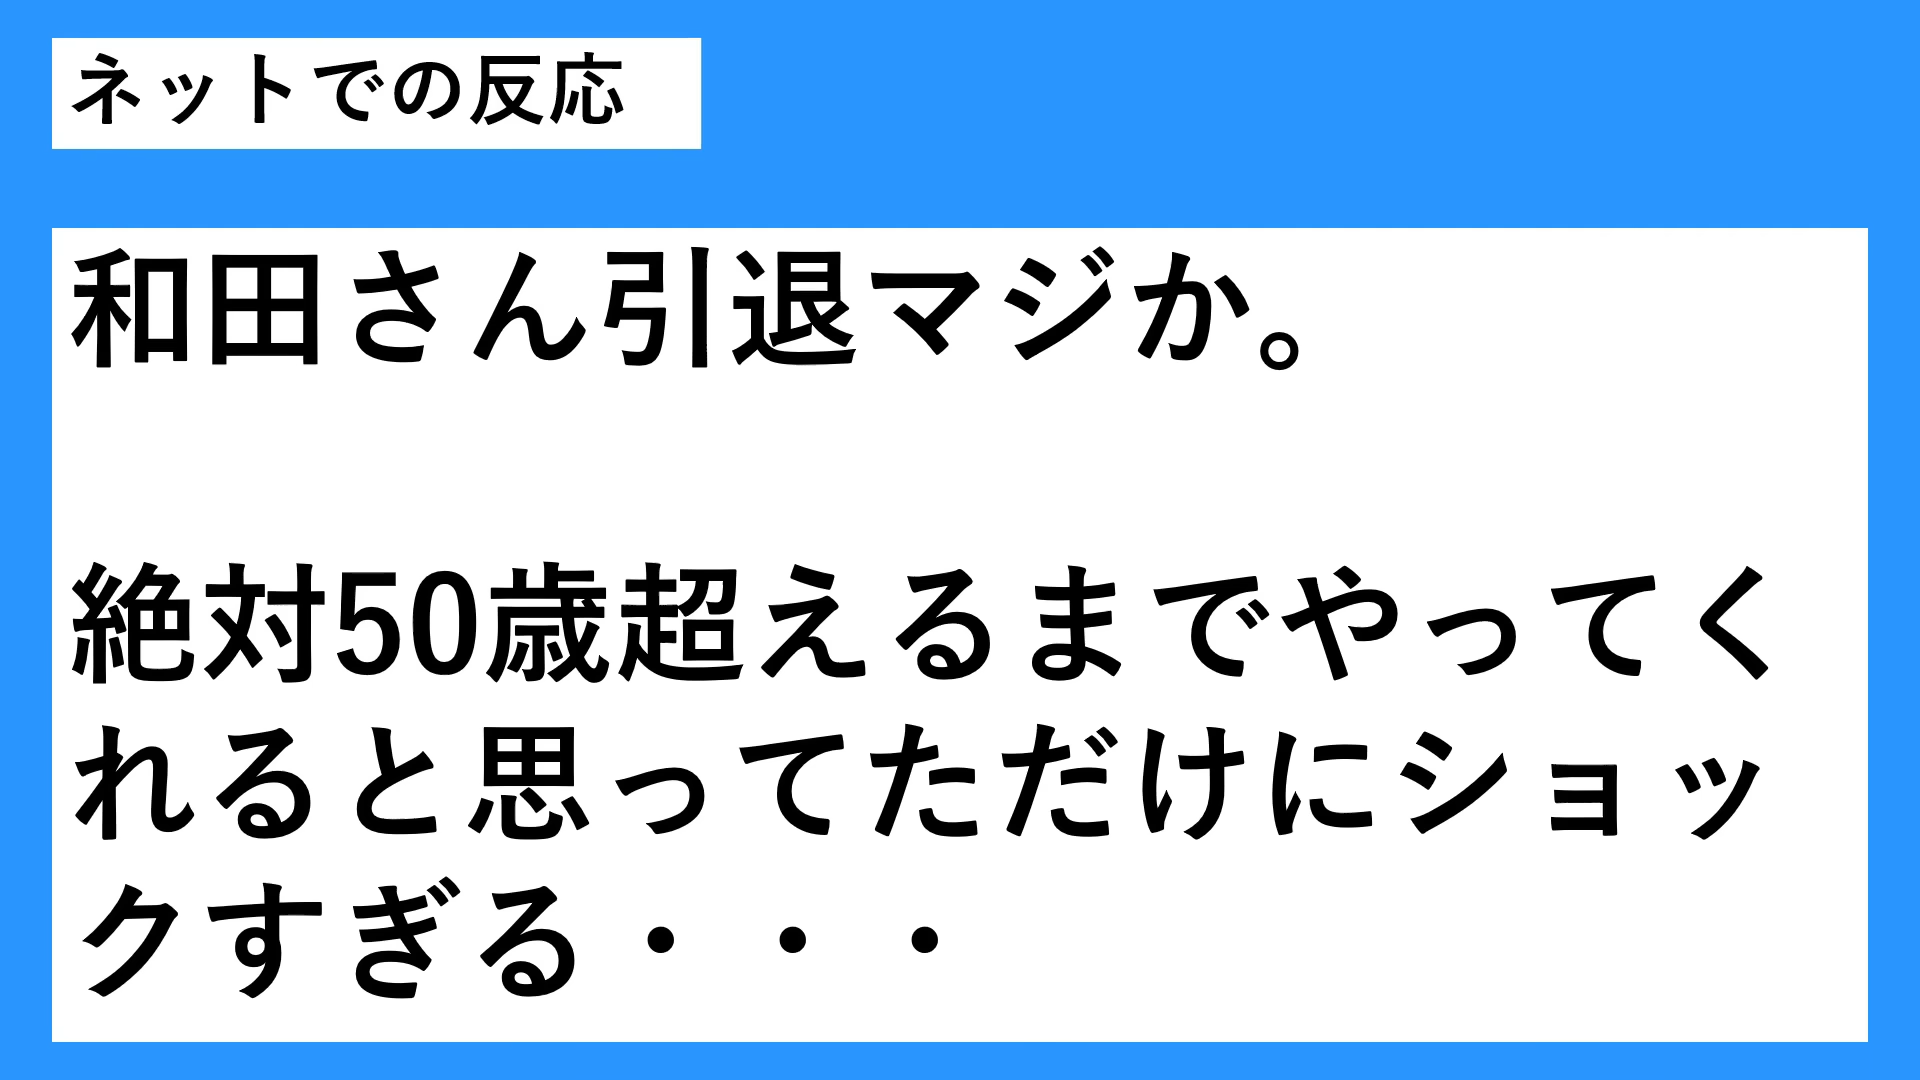 ネットでの反応
和田さん引退マジか。
絶対50歳超えるまでやってく
れると思ってただけにショッ
クすぎる・・・